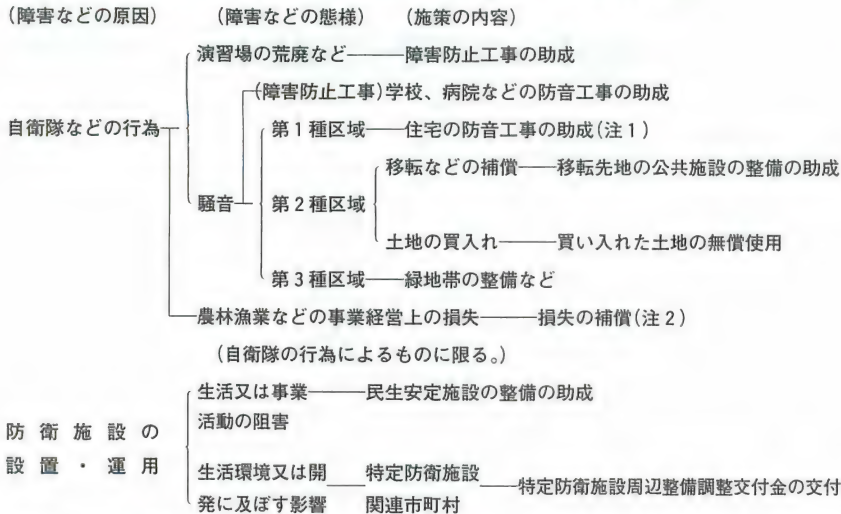 (障害などの原因) (障害などの態様) (施策の内容)
演習場の荒廃など 障害防止工事の助成
(障害防止工事)学校、病院などの防音工事の助成
自衛隊などの行為 第1種区域 住宅の防音工事の助成(注1)
移転などの補償 移転先地の公共施設の整備の助成
騒音 第2種区域
土地の買入れ 買い入れた土地の無償使用
第3種区域 緑地帯の整備など
農林漁業などの事業経営上の損失 損失の補償(注2)
(自衛隊の行為によるものに限る。)
生活又は事業 民生安定施設の整備の助成
活動の阻害
防衛施設の
設置・運用
生活環境又は開 特定防衛施設 特定防衛施設周辺整備調整交付金の交付
発に及ぼす影響 関連市町村